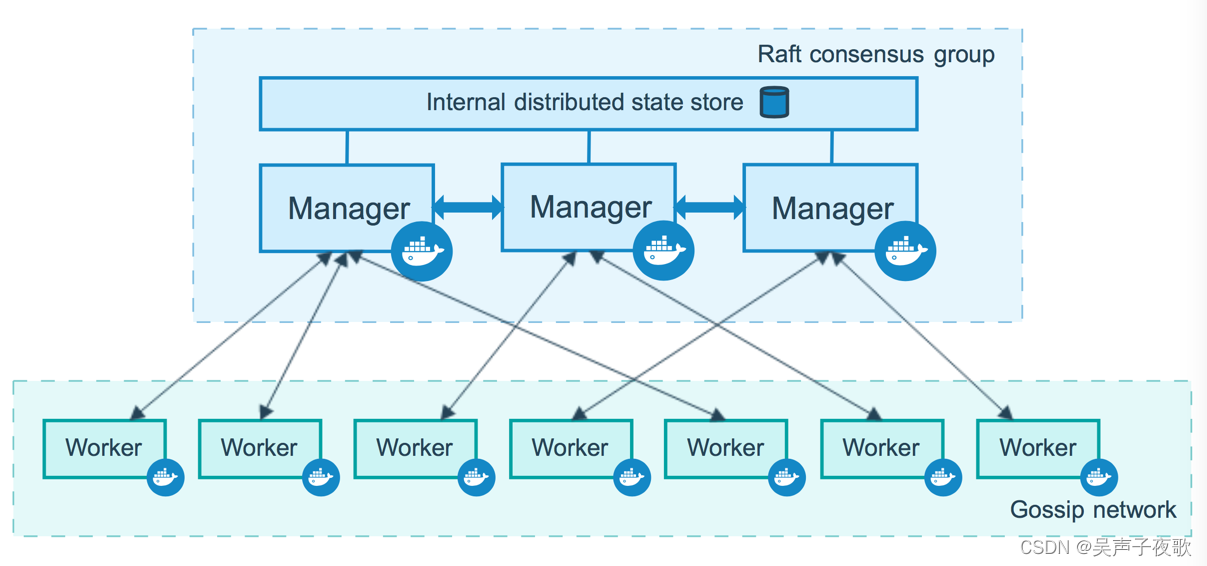 Raft consensus group
Internal distributed state store
Manager Manager Manager
Worker Worker Worker Worker Worker Worker Worker
Gossip network
CSDN @吴声子夜歌